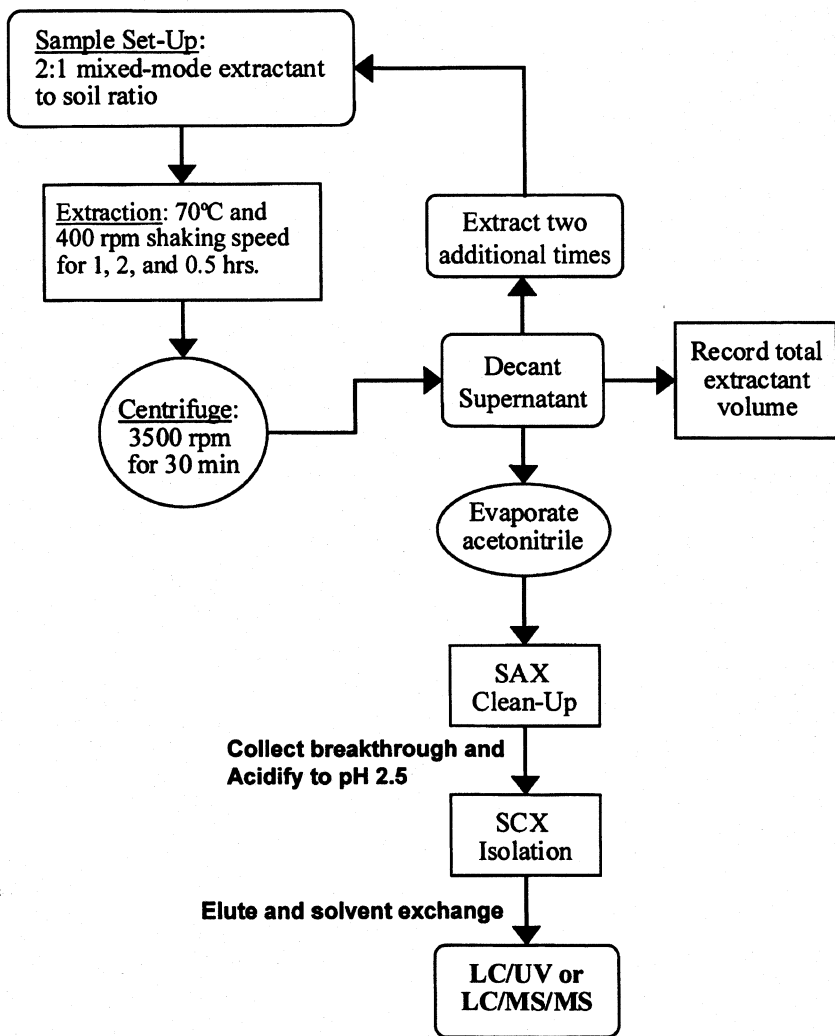 Sample Set-Up:
2:1 mixed-mode extractant
to soil ratio
Extraction: 70ºC and
400 rpm shaking speed
for 1, 2, and 0.5 hrs.
Centrifuge:
3500 rpm
for 30 min
Extract two
additional times
Decant
Supernatant
Record total
extractant
volume
Evaporate
acetonitrile
SAX
Clean-Up
Collect breakthrough and
Acidify to pH 2.5
SCX
Isolation
Elute and solvent exchange
LC/UV or
LC/MS/MS